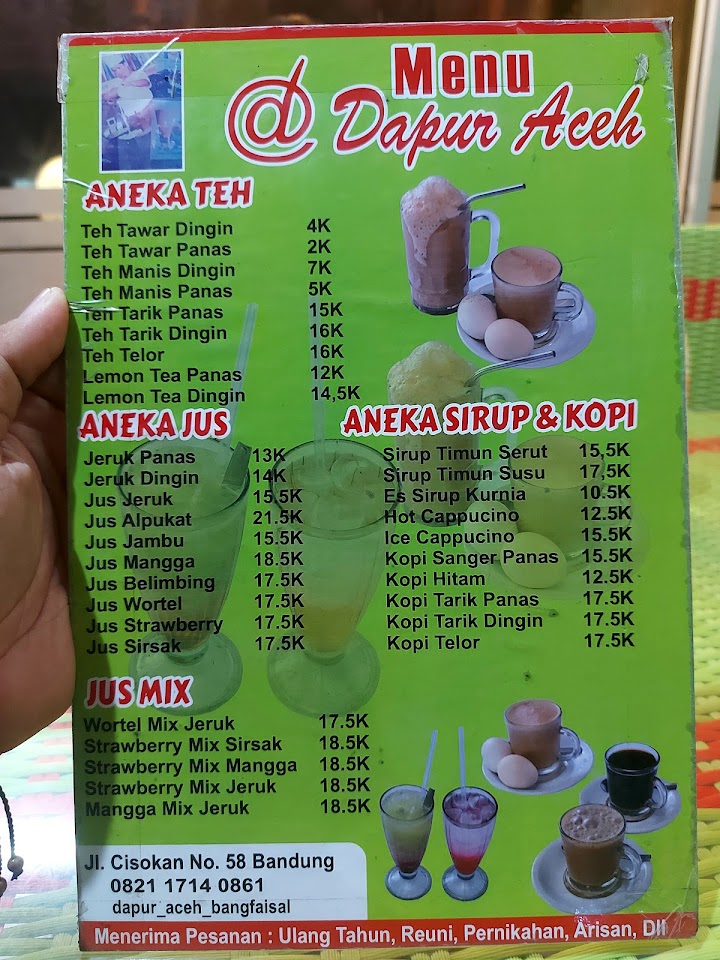 Menu
@ Dapur Aceh
ANEKA TEH
Teh Tawar Dingin 4K
Teh Tawar Panas 2K
Teh Manis Dingin 7K
Teh Manis Panas 5K
Teh Tarik Panas 15K
Teh Tarik Dingin 16K
Teh Telor 16K
Lemon Tea Panas 12K
Lemon Tea Dingin 14,5K
ANEKA JUS
Jeruk Panas 13K
Jeruk Dingin 14K
Jus Jeruk 15.5K
Jus Alpukat 21.5K
Jus Jambu 15.5K
Jus Mangga 18.5K
Jus Belimbing 17.5K
Jus Wortel 17.5K
Jus Strawberry 17.5K
Jus Sirsak 17.5K
ANEKA SIRUP & KOPI
Sirup Timun Serut 15,5K
Sirup Timun Susu 17,5K
Es Sirup Kurnia 10.5K
Hot Cappucino 12.5K
Ice Cappucino 15.5K
Kopi Sanger Panas 15.5K
Kopi Hitam 12.5K
Kopi Tarik Panas 17.5K
Kopi Tarik Dingin 17.5K
Kopi Telor 17.5K
JUS MIX
Wortel Mix Jeruk 17.5K
Strawberry Mix Sirsak 18.5K
Strawberry Mix Mangga 18.5K
Strawberry Mix Jeruk 18.5K
Mangga Mix Jeruk 18.5K
Jl. Cisokan No. 58 Bandung
0821 1714 0861
dapur_aceh_bangfaisal
Menerima Pesanan : Ulang Tahun, Reuni, Pernikahan, Arisan, Dll